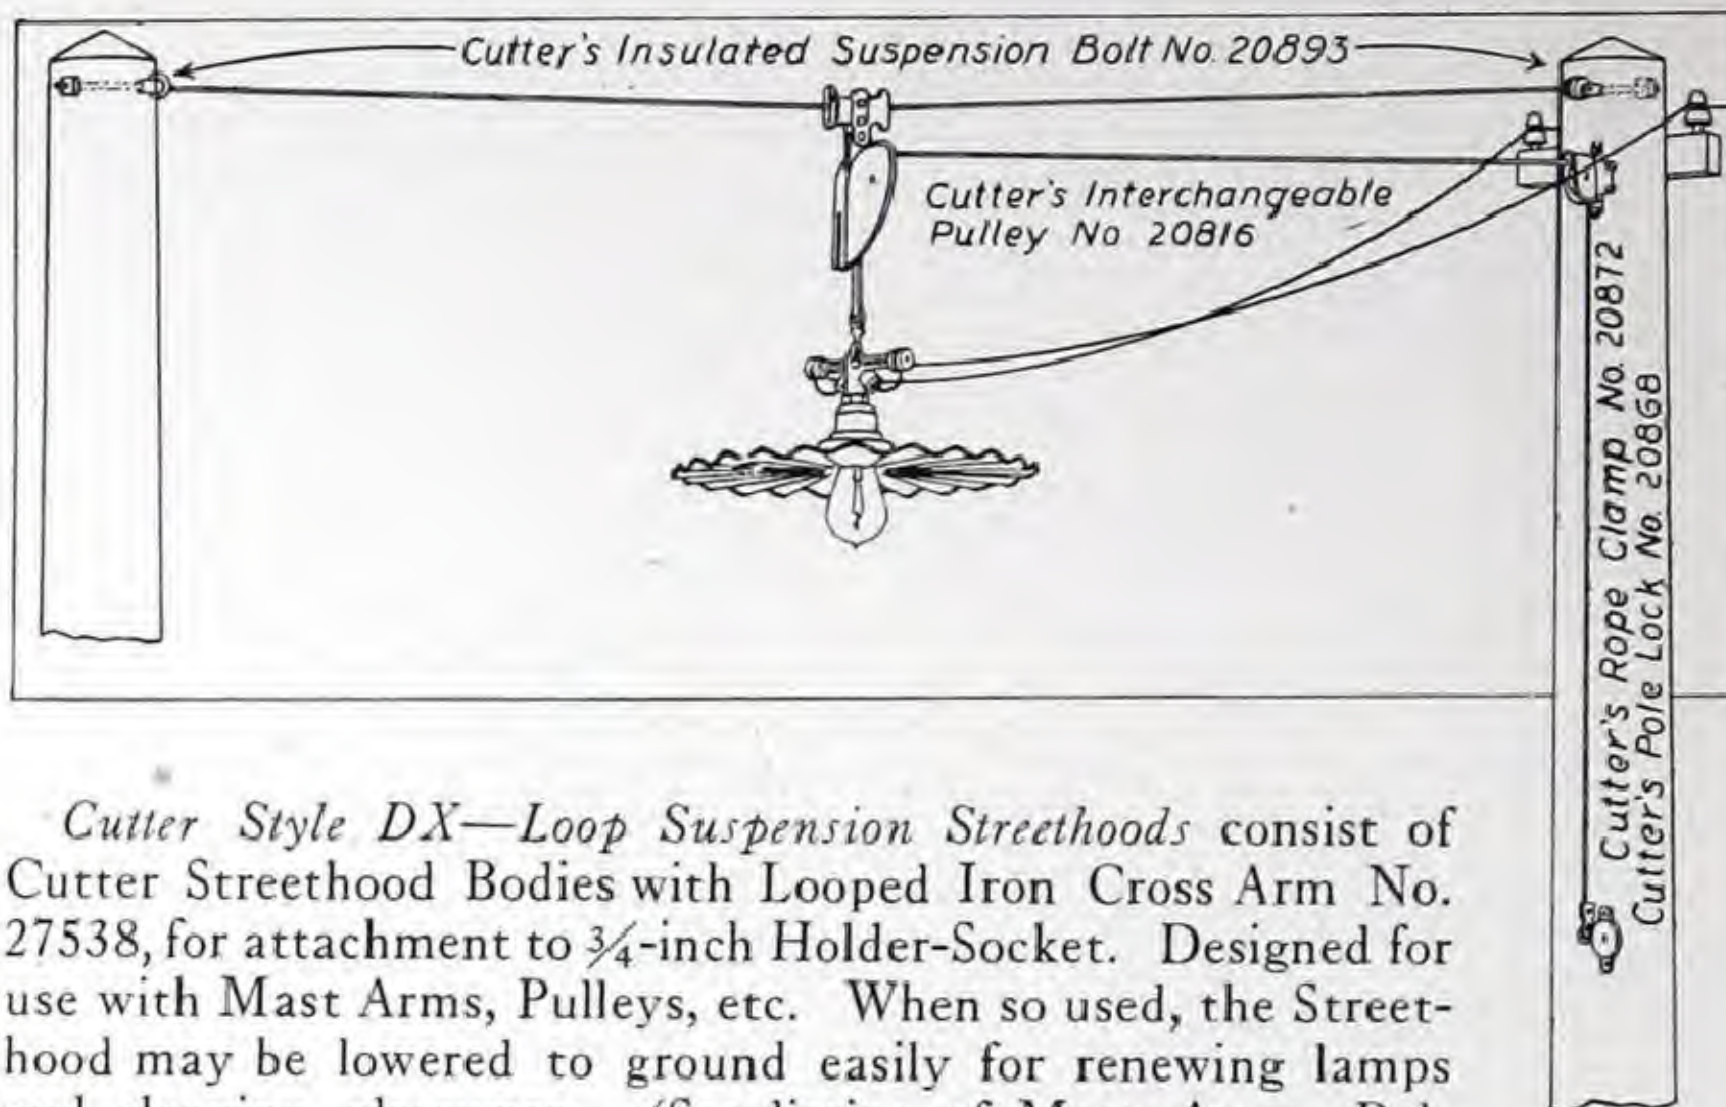 Cutter's Insulated Suspension Bolt No. 20893
Cutter's Interchangeable
Pulley No 20816
Cutter's Rope Clamp No. 20872
Cutter's Pole Lock No. 20868
Cutter Style DX—Loop Suspension Streethoods consist of
Cutter Streethood Bodies with Looped Iron Cross Arm No.
27538, for attachment to ¾-inch Holder-Socket. Designed for
use with Mast Arms, Pulleys, etc. When so used, the Street-
hood may be lowered to ground easily for renewing lamps